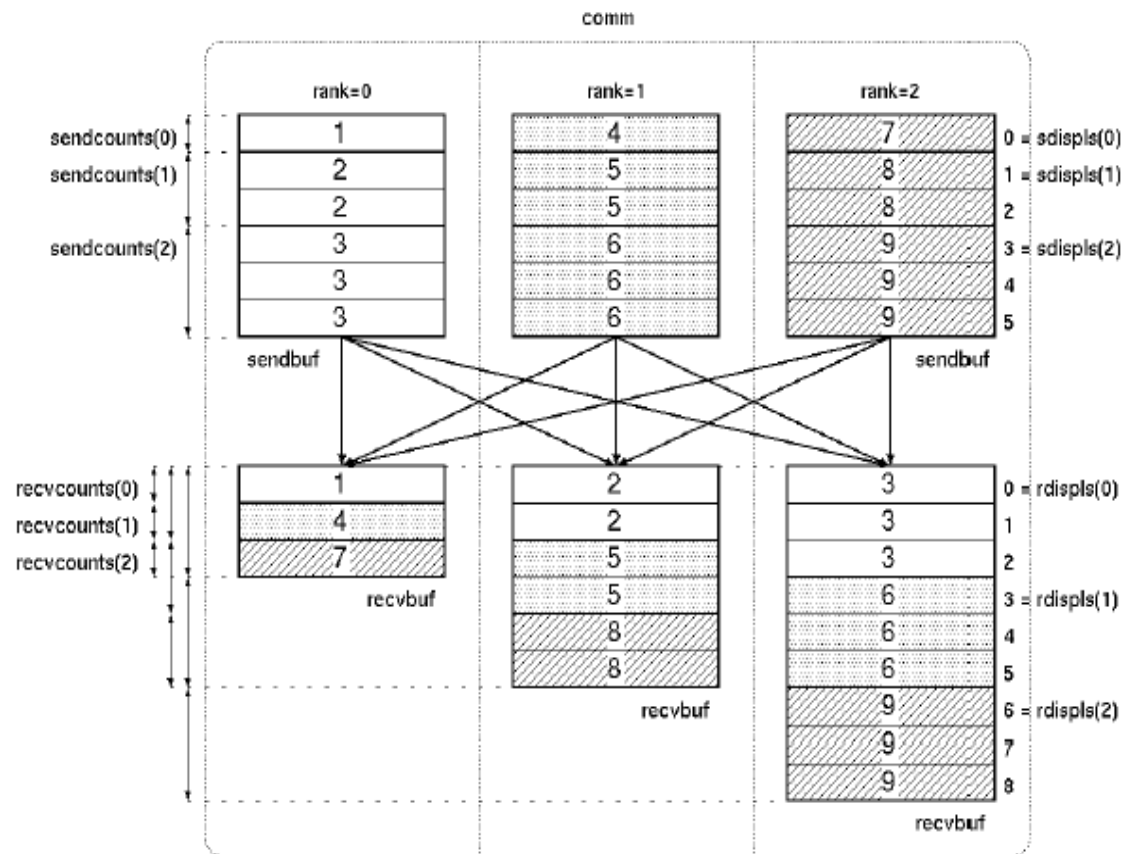 comm
rank=0 rank=1 rank=2
sendcounts(0) 1 4 7 0 = sdispls(0)
sendcounts(1) 2 5 8 1 = sdispls(1)
2 5 8 2
sendcounts(2) 3 6 9 3 = sdispls(2)
3 6 9 4
3 6 9 5
sendbuf sendbuf
recvcounts(0) 1 2 3 0 = rdispls(0)
recvcounts(1) 4 2 3 1
recvcounts(2) 7 5 3 2
recvbuf 5 6 3 = rdispls(1)
8 6 4
8 6 5
recvbuf 9 6 = rdispls(2)
9 7
9 8
recvbuf